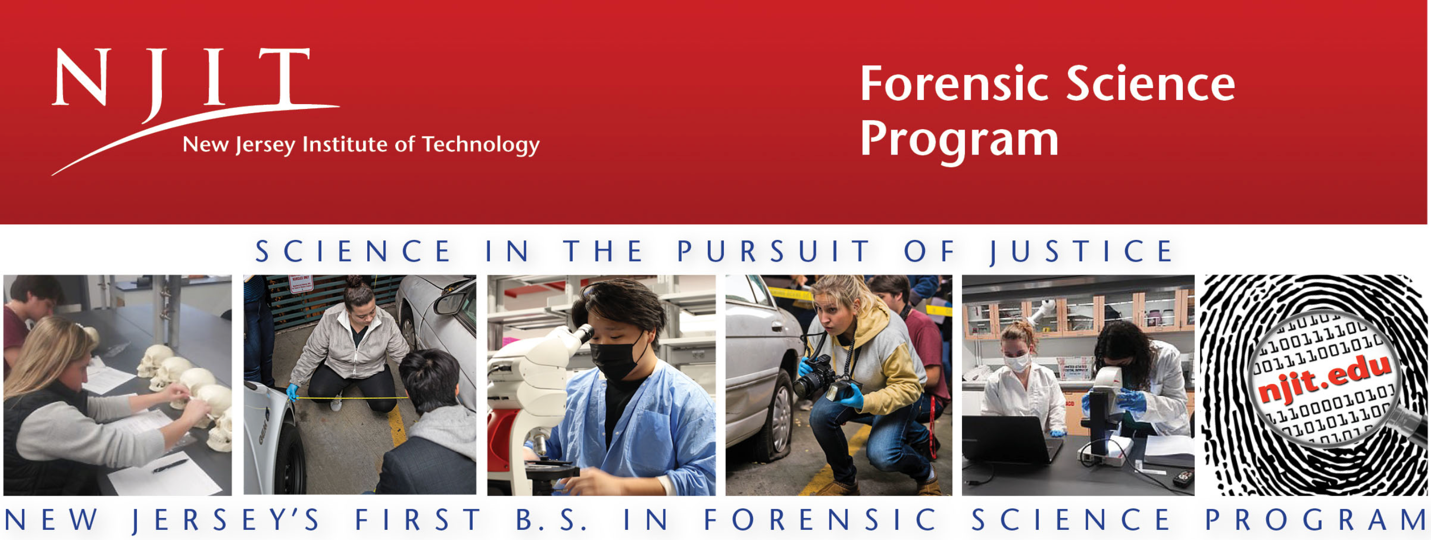 NJIT
New Jersey Institute of Technology
Forensic Science
Program
SCIENCE IN THE PURSUIT OF JUSTICE
njit.edu
NEW JERSEY'S FIRST B.S. IN FORENSIC SCIENCE PROGRAM